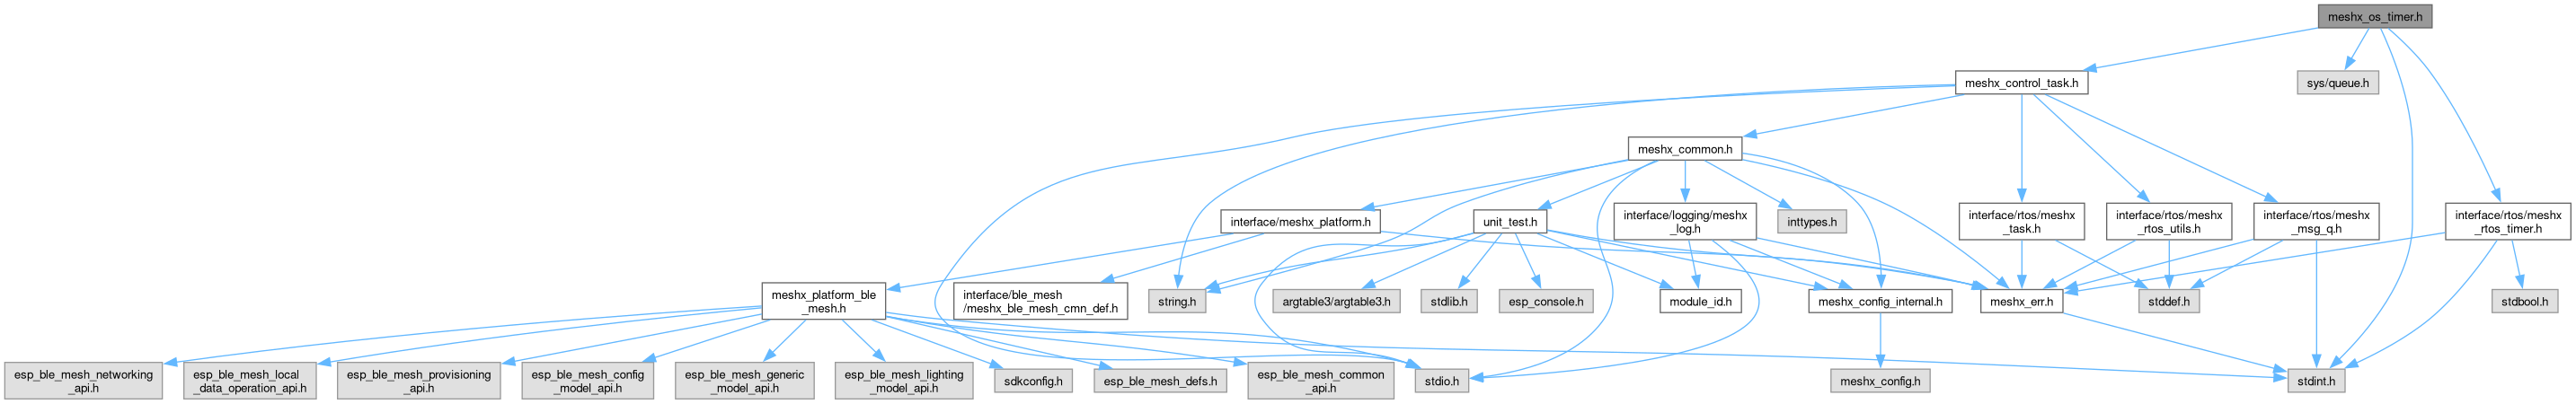 meshx_os_timer.h
meshx_control_task.h
sys/queue.h
meshx_common.h
interface/meshx_platform.h
unit_test.h
interface/logging/meshx
_log.h
inttypes.h
interface/rtos/meshx
_task.h
interface/rtos/meshx
_rtos_utils.h
interface/rtos/meshx
_msg_q.h
interface/rtos/meshx
_rtos_timer.h
meshx_platform_ble
_mesh.h
interface/ble_mesh
/meshx_ble_mesh_cmn_def.h
string.h
argtable3/argtable3.h
stdlib.h
esp_console.h
module_id.h
meshx_config_internal.h
meshx_err.h
stddef.h
stdbool.h
esp_ble_mesh_networking
_api.h
esp_ble_mesh_local
_data_operation_api.h
esp_ble_mesh_provisioning
_api.h
esp_ble_mesh_config
_model_api.h
esp_ble_mesh_generic
_model_api.h
esp_ble_mesh_lighting
_model_api.h
sdkconfig.h
esp_ble_mesh_defs.h
esp_ble_mesh_common
_api.h
stdio.h
meshx_config.h
stdint.h